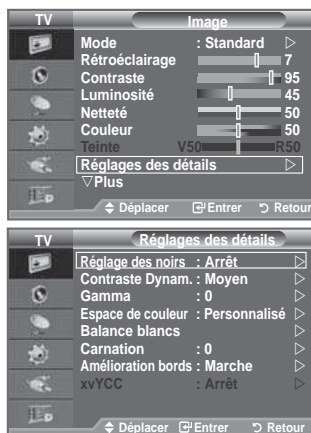 TV Image
Mode : Standard ▷
Rétroéclairage 7
Contraste 95
Luminosité 45
Netteté 50
Couleur 50
Teinte V50 R50
Réglages des détails ▷
▽Plus
Déplacer Entrer Retour
TV Réglages des détails
Réglage des noirs : Arrêt ▷
Contraste Dynam. : Moyen ▷
Gamma : 0 ▷
Espace de couleur : Personnalisé ▷
Balance blancs ▷
Carnation : 0 ▷
Amélioration bords : Marche ▷
xvYCC : Arrêt ▷
Déplacer Entrer Retour